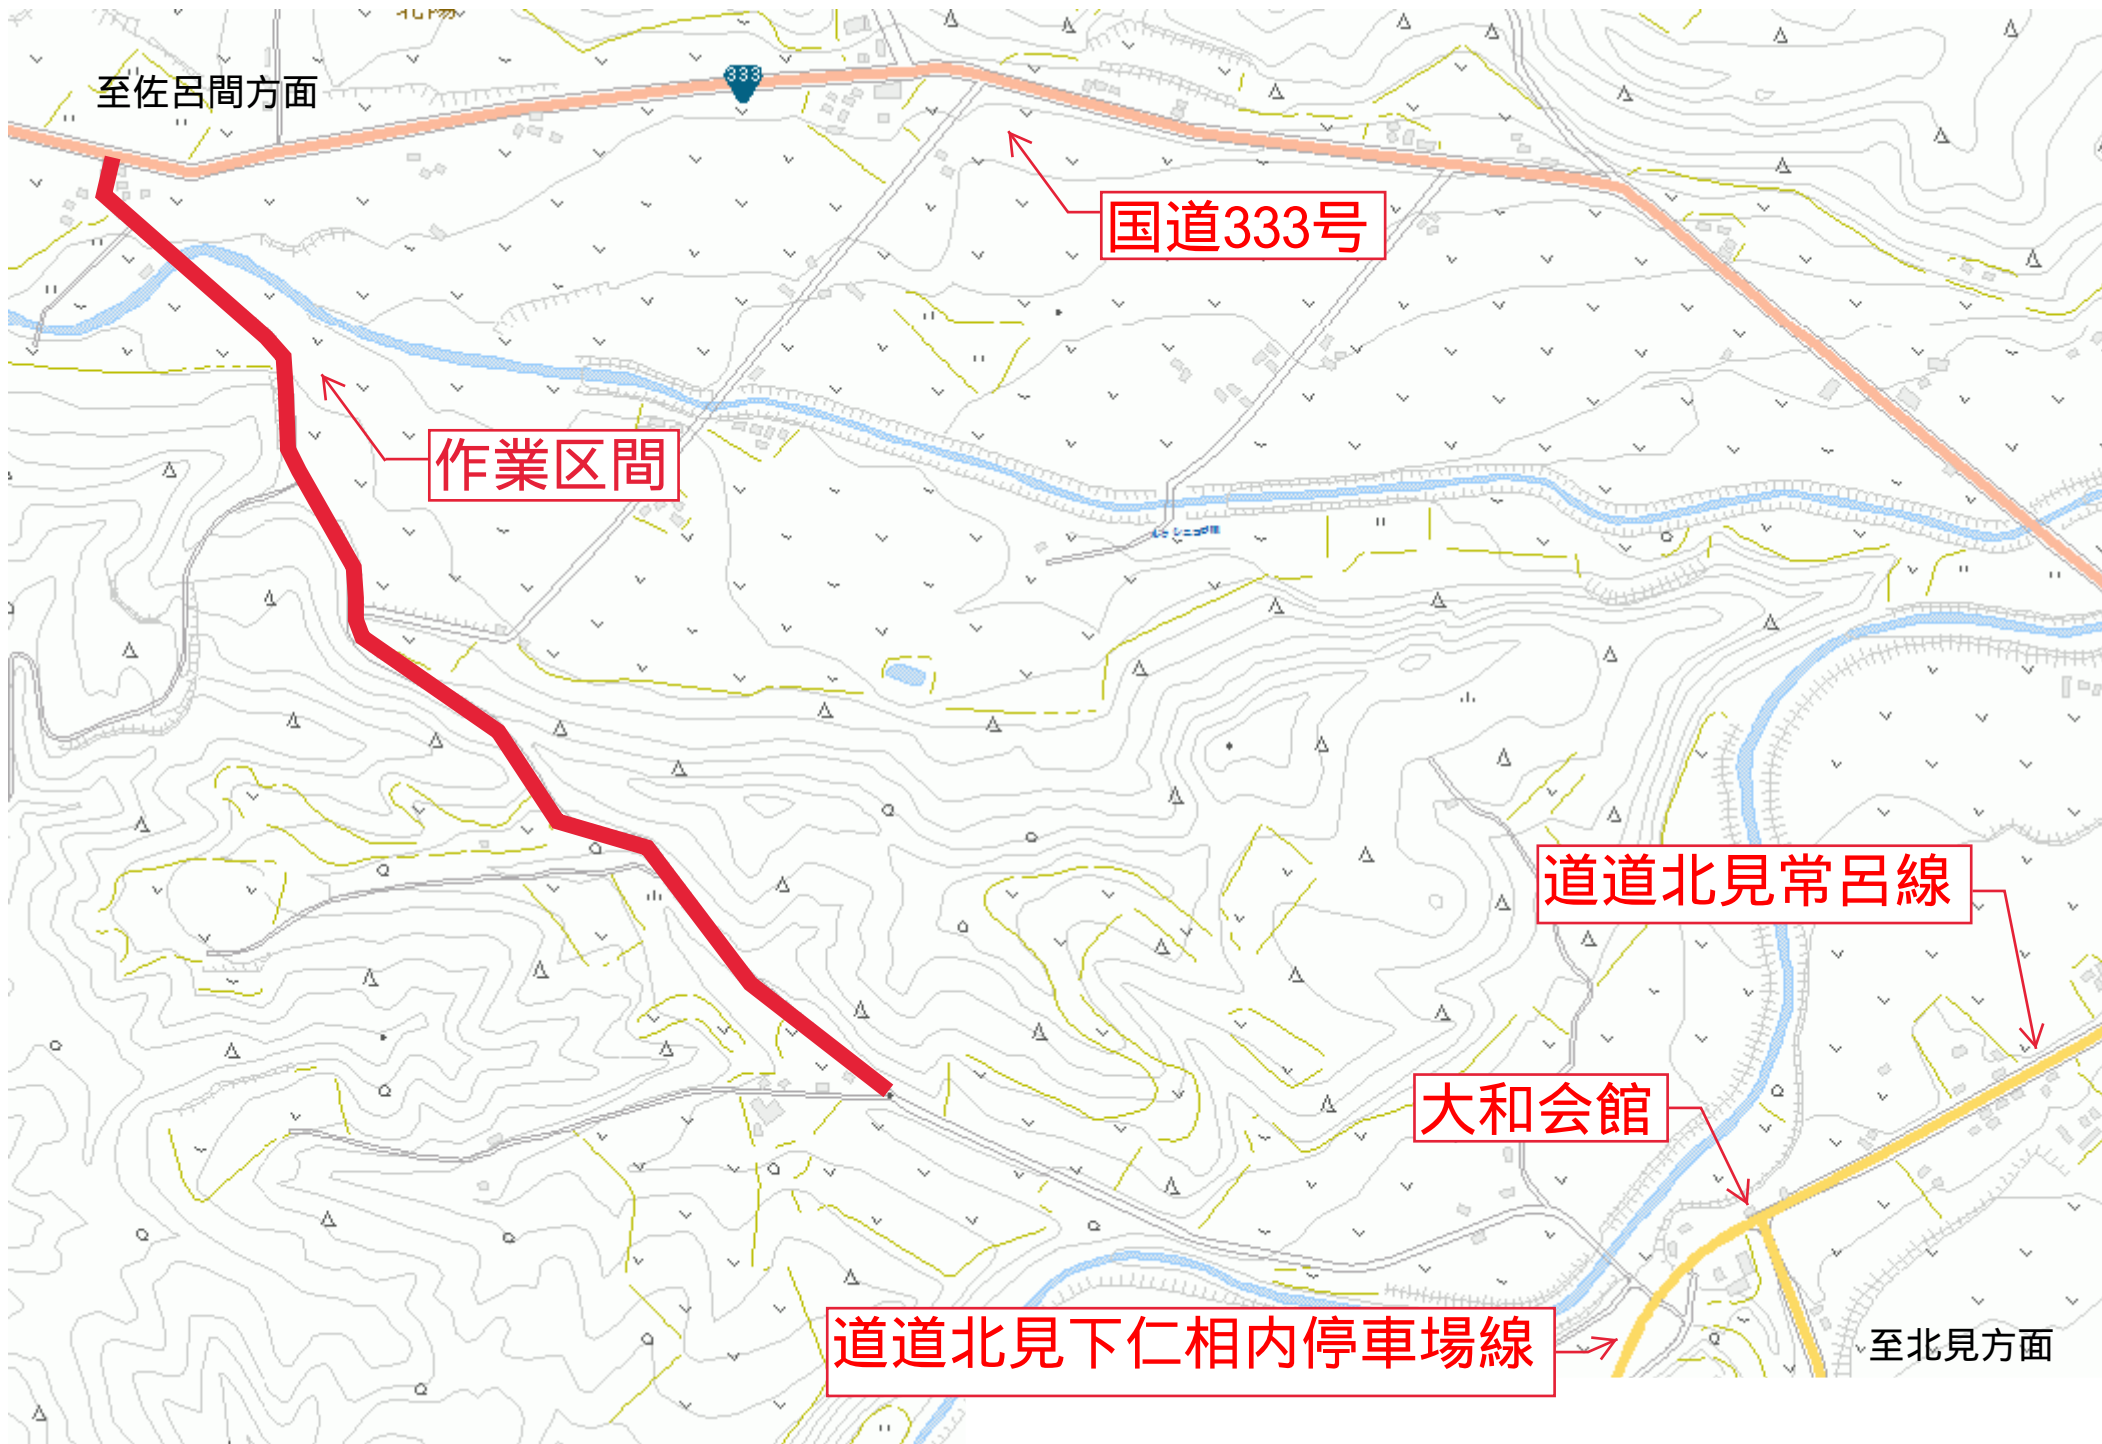 北陽
至佐呂間方面
333
国道333号
作業区間
道道北見常呂線
大和会館
道道北見下仁相内停車場線
至北見方面